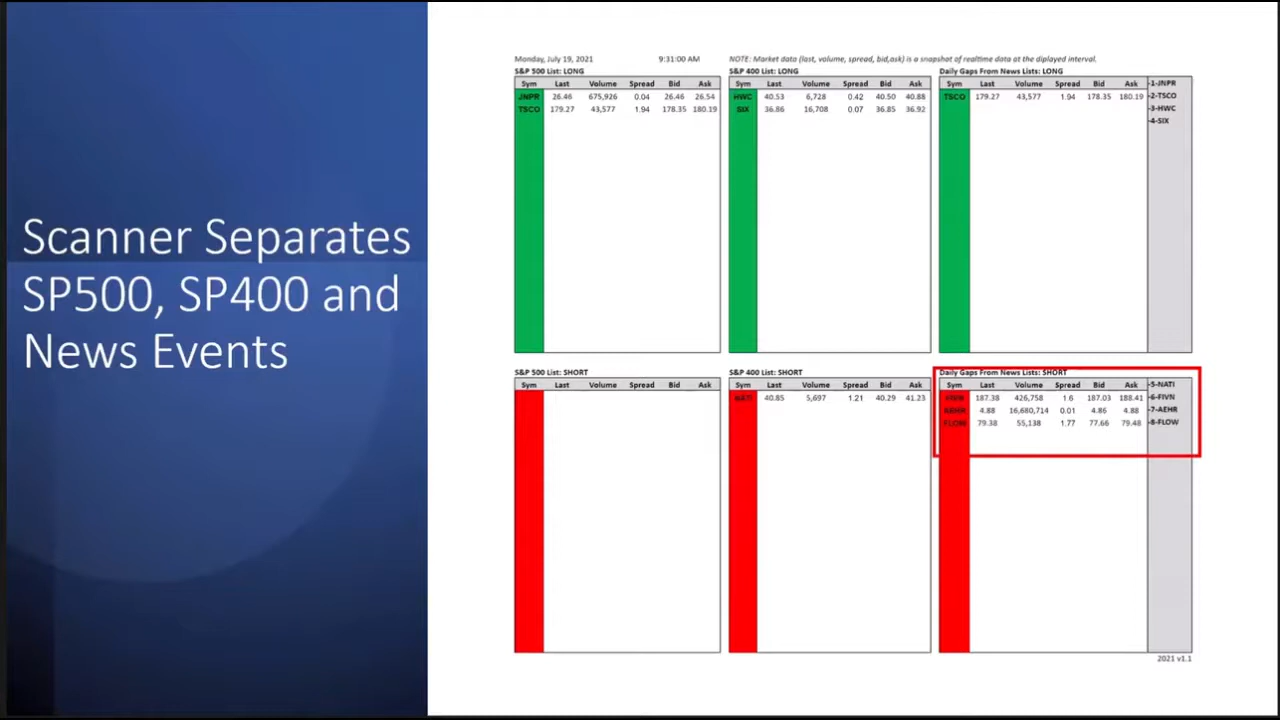 Scanner Separates
SP500, SP400 and
News Events
Monday, July 19, 2021 9:31:00 AM NOTE: Market data (last, volume, spread, bid,ask) is a snapshot of realtime data at the diplayed interval.
S&P 500 List: LONG
Sym Last Volume Spread Bid Ask
JNPR 26.46 675,926 0.04 26.46 26.54
TSCO 179.27 43,577 1.94 178.35 180.19
S&P 400 List: LONG
Sym Last Volume Spread Bid Ask
HWC 40.53 6,728 0.42 40.50 40.88
SIX 36.86 16,708 0.07 36.85 36.92
Daily Gaps From News Lists: LONG
Sym Last Volume Spread Bid Ask
TSCO 179.27 43,577 1.94 178.35 180.19
-1-JNPR
-2-TSCO
-3-HWC
-4-SIX
S&P 500 List: SHORT
Sym Last Volume Spread Bid Ask
S&P 400 List: SHORT
Sym Last Volume Spread Bid Ask
NATI 40.85 5,697 1.21 40.29 41.23
Daily Gaps From News Lists: SHORT
Sym Last Volume Spread Bid Ask
FIVN 187.38 426,758 1.6 187.03 188.41
AEHR 4.88 16,680,714 0.01 4.86 4.88
FLOW 79.38 55,138 1.77 77.66 79.48
-5-NATI
-6-FIVN
-7-AEHR
-8-FLOW
2021 v1.1